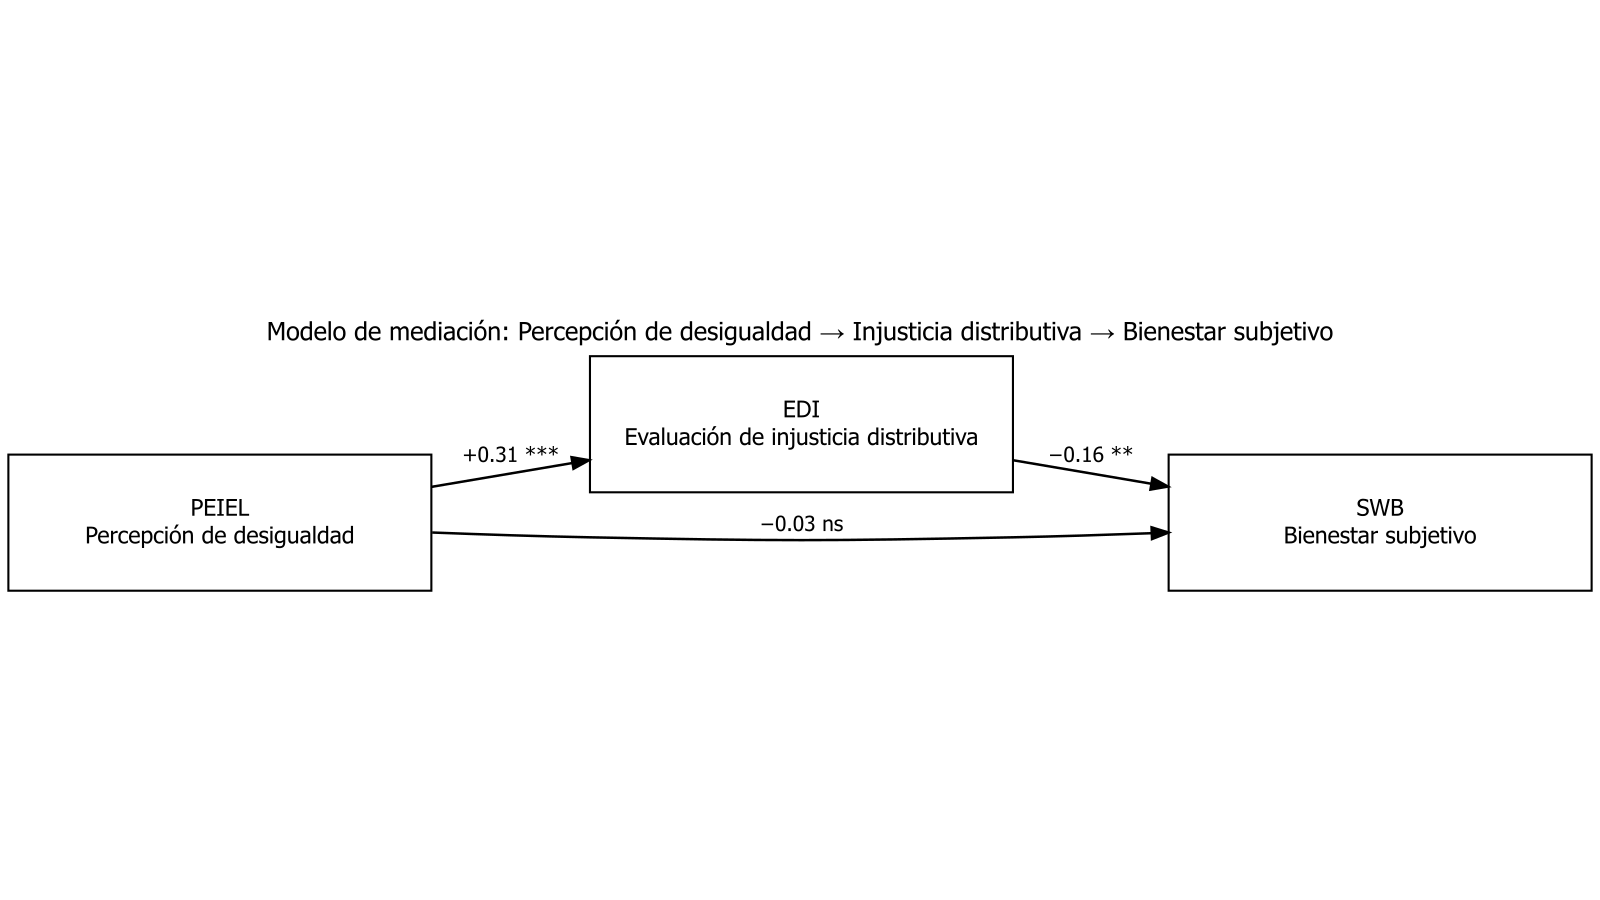 Modelo de mediación: Percepción de desigualdad → Injusticia distributiva → Bienestar subjetivo
EDI
Evaluación de injusticia distributiva
+0.31 ***
−0.16 **
PEIEL
Percepción de desigualdad
−0.03 ns
SWB
Bienestar subjetivo